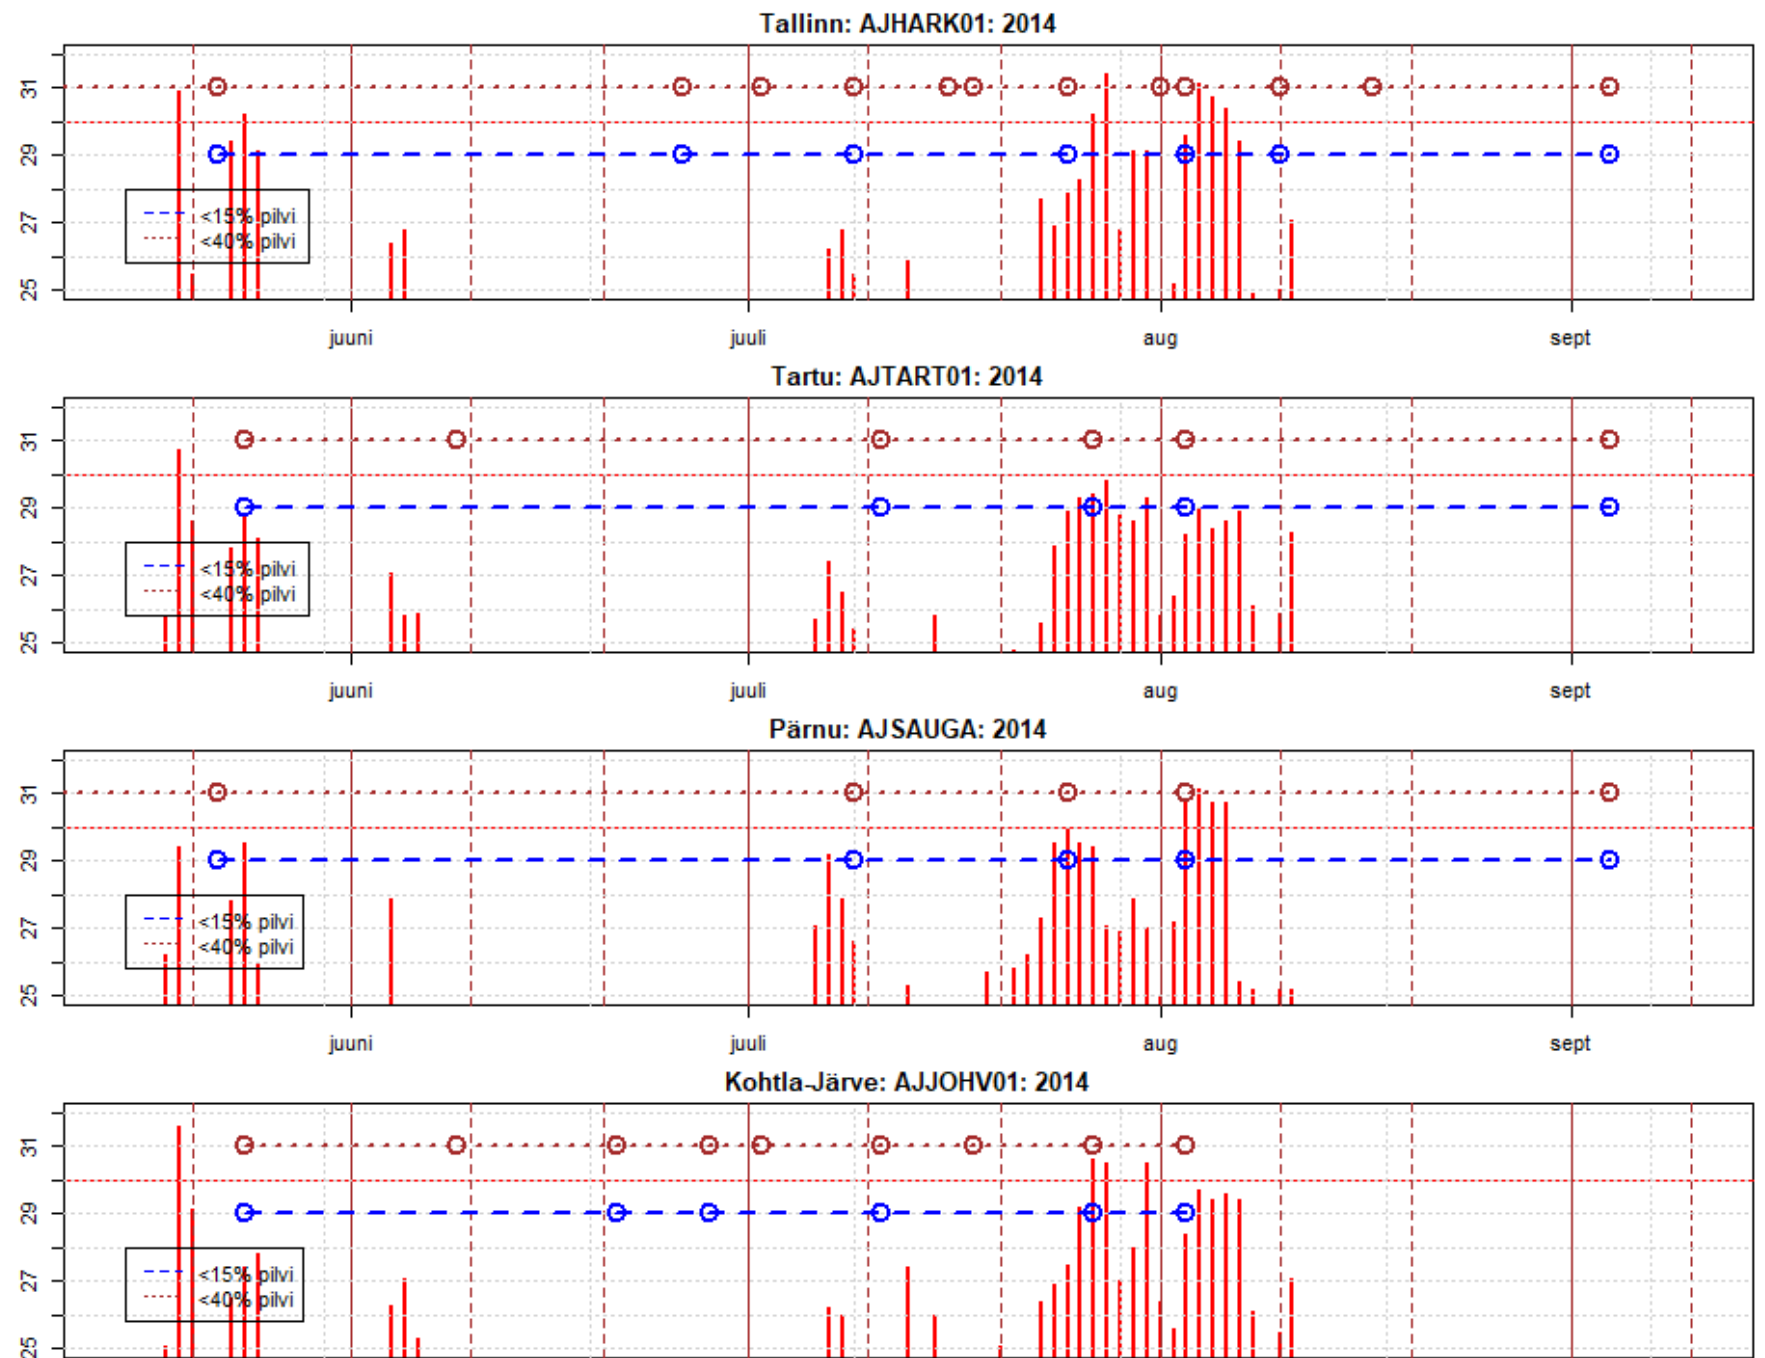 Tallinn: AJHARK01: 2014
31
29
27
25
<15% pilvi
<40% pilvi
juuni juuli aug sept
Tartu: AJTART01: 2014
31
29
27
25
<15% pilvi
<40% pilvi
juuni juuli aug sept
Pärnu: AJSAUGA: 2014
31
29
27
25
<15% pilvi
<40% pilvi
juuni juuli aug sept
Kohtla-Järve: AJJOHV01: 2014
31
29
27
25
<15% pilvi
<40% pilvi